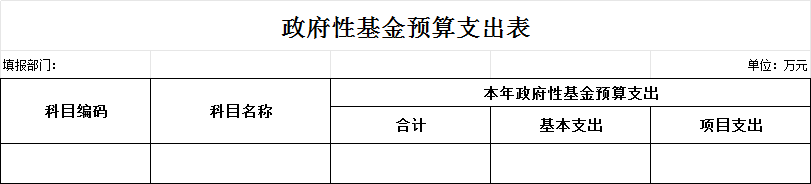 政府性基金预算支出表
填报部门： 单位：万元
科目编码 科目名称 本年政府性基金预算支出
合计 基本支出 项目支出